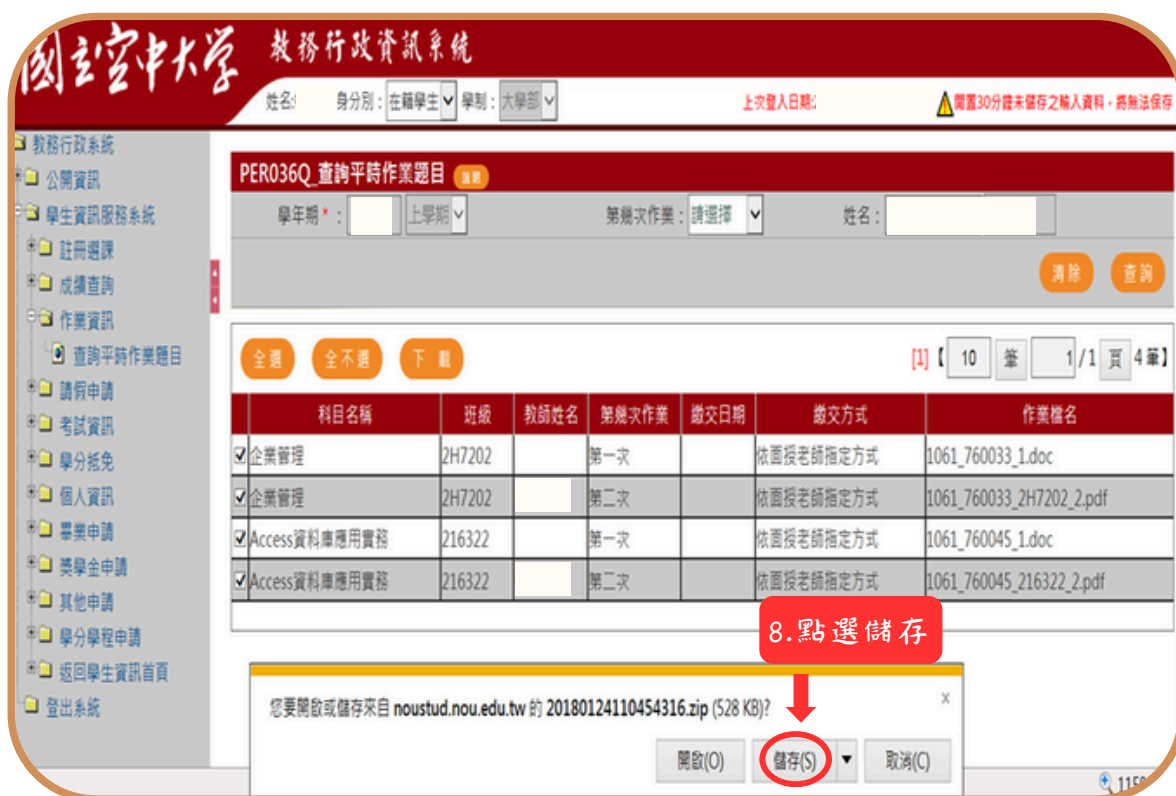 國立空中大学 教務行政資訊系統
姓名: 身分別：在籍學生 學制：大學部 上次登入日期: 閒置30分鐘未儲存之輸入資料，將無法保存
教務行政系統
公開資訊
學生資訊服務系統
註冊選課
成績查詢
作業資訊
查詢平時作業題目
請假申請
考試資訊
學分抵免
個人資訊
畢業申請
獎學金申請
其他申請
學分學程申請
返回學生資訊首頁
登出系統
PER036Q_查詢平時作業題目 說明
學年期*： 上學期 第幾次作業：請選擇 姓名：
清除 查詢
全選 全不選 下載 [1]【 10 筆 1 / 1 頁 4 筆】
科目名稱 班級 教師姓名 第幾次作業 繳交日期 繳交方式 作業檔名
企業管理 2H7202 第一次 依面授老師指定方式 1061_760033_1.doc
企業管理 2H7202 第二次 依面授老師指定方式 1061_760033_2H7202_2.pdf
Access資料庫應用實務 216322 第一次 依面授老師指定方式 1061_760045_1.doc
Access資料庫應用實務 216322 第二次 依面授老師指定方式 1061_760045_216322_2.pdf
8.點選儲存
您要開啟或儲存來自 noustud.nou.edu.tw 的 20180124110454316.zip (528 KB)? x
開啟(O) 儲存(S) 取消(C)